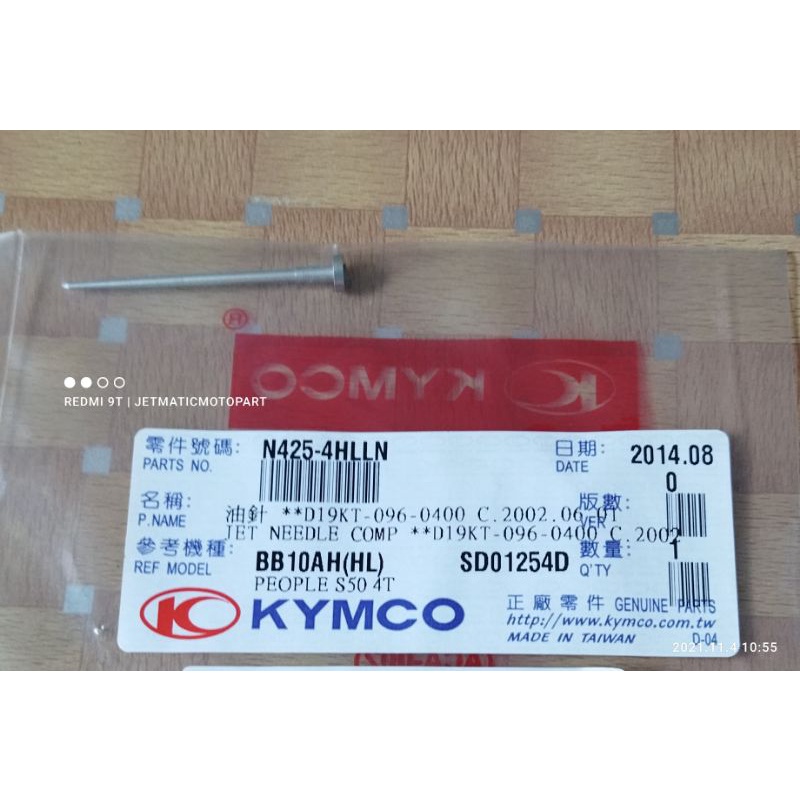 KYMCO
REDMI 9T | JETMATICMOTOPART
零件號碼: N425-4HLLN 日期: 2014.08
PARTS NO. DATE
0
名稱: 油針 **D19KT-096-0400 C.2002.06.01 版數:
P.NAME JET NEEDLE COMP **D19KT-096-0400 C.2002 VER
參考機種: BB10AH(HL) SD01254D 數量: 1
REF MODEL PEOPLE S50 4T Q'TY
KYMCO 正廠零件 GENUINE PARTS
http://www.kymco.com.tw
MADE IN TAIWAN D-04
2021.11.4 10:55